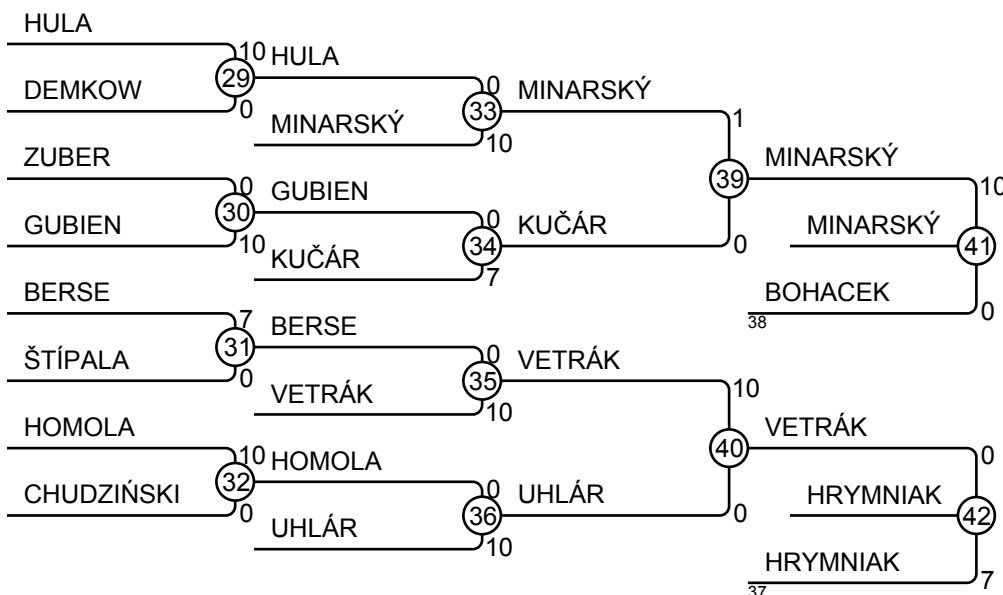 HULA
10 HULA
29
DEMKOW
0
0 MINARSKÝ
33
MINARSKÝ
10
1
ZUBER
0 GUBIEN
30
GUBIEN
10
0 KUČÁR
34
KUČÁR
7
39
MINARSKÝ
0
10
MINARSKÝ
41
BOHACEK
38
0
BERSE
7 BERSE
31
ŠTÍPALA
0
0 VETRÁK
35
VETRÁK
10
10
HOMOLA
10 HOMOLA
32
CHUDZIŃSKI
0
0 UHLÁR
36
UHLÁR
10
40
VETRÁK
0
0
HRYMNIAK
42
HRYMNIAK
37
7